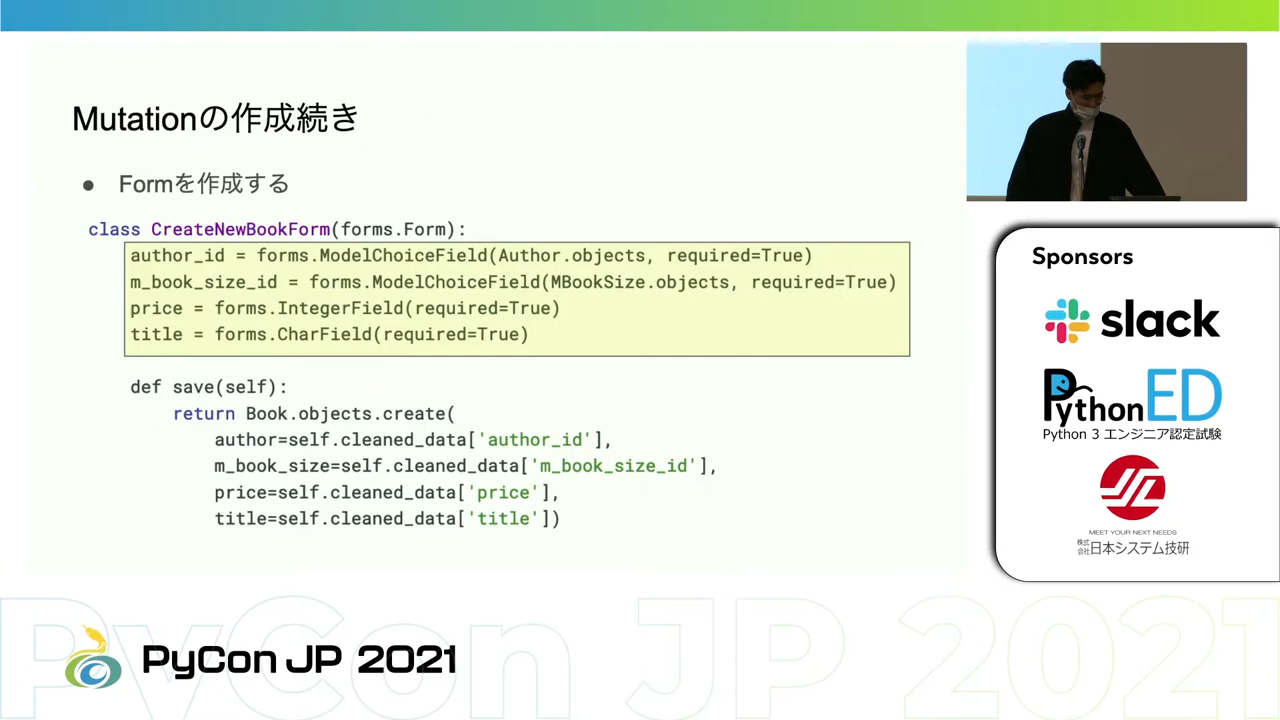 Mutationの作成続き
● Formを作成する
class CreateNewBookForm(forms.Form):
author_id = forms.ModelChoiceField(Author.objects, required=True)
m_book_size_id = forms.ModelChoiceField(MBookSize.objects, required=True)
price = forms.IntegerField(required=True)
title = forms.CharField(required=True)
def save(self):
return Book.objects.create(
author=self.cleaned_data['author_id'],
m_book_size=self.cleaned_data['m_book_size_id'],
price=self.cleaned_data['price'],
title=self.cleaned_data['title'])
Sponsors
slack
PythonED
Python 3 エンジニア認定試験
MEET YOUR NEXT NEEDS
株式会社日本システム技研
PyCon JP 2021
PyCon JP 2021